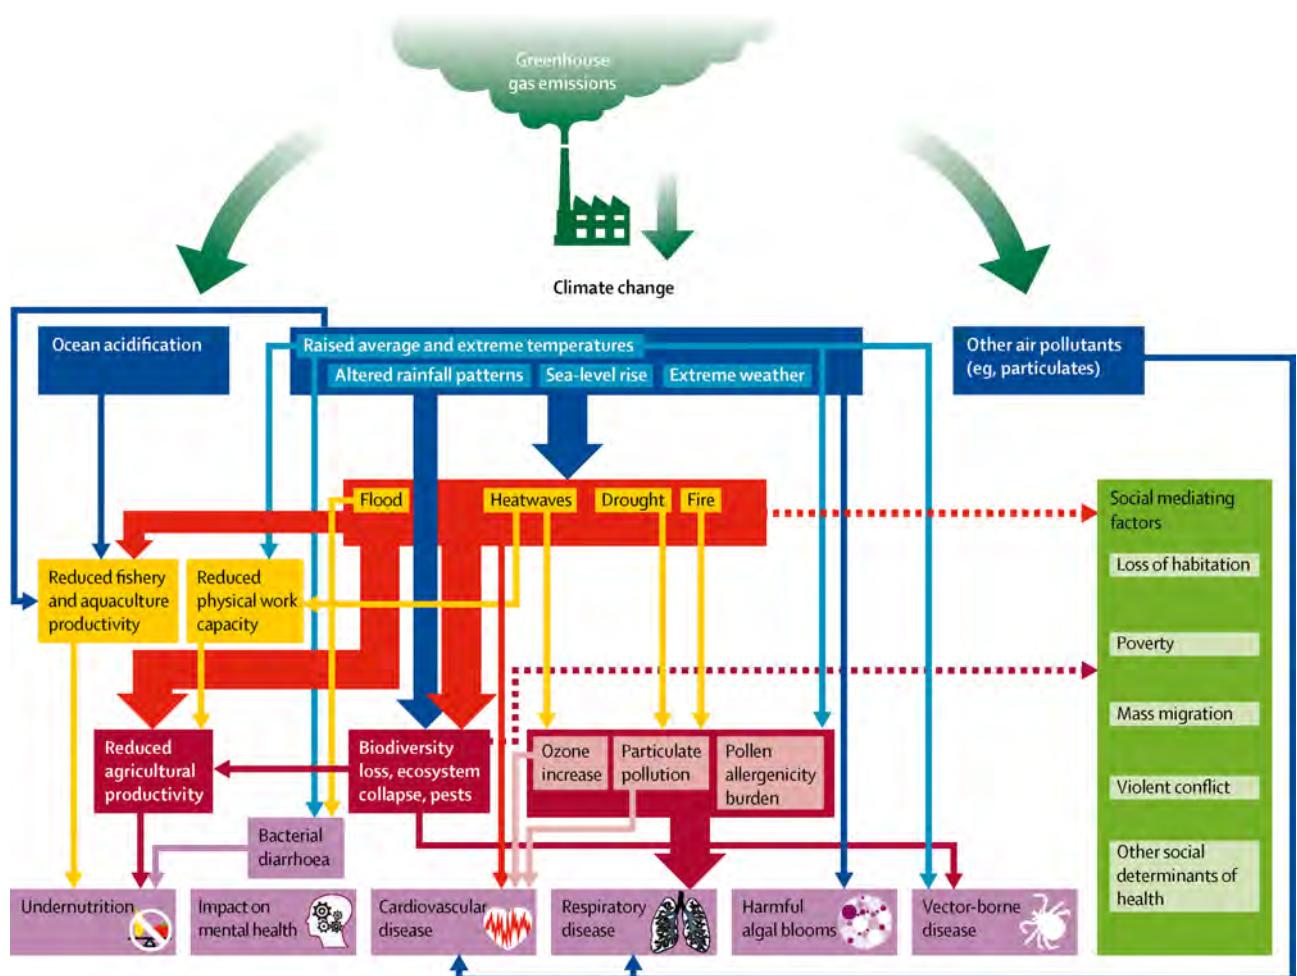 Greenhouse
gas emissions
Climate change
Ocean acidification
Raised average and extreme temperatures
Altered rainfall patterns
Sea-level rise
Extreme weather
Other air pollutants
(eg, particulates)
Flood
Heatwaves
Drought
Fire
Social mediating
factors
Loss of habitation
Poverty
Mass migration
Violent conflict
Other social
determinants of
health
Reduced fishery
and aquaculture
productivity
Reduced
physical work
capacity
Reduced
agricultural
productivity
Biodiversity
loss, ecosystem
collapse, pests
Ozone
increase
Particulate
pollution
Pollen
allergenicity
burden
Bacterial
diarrhoea
Undernutrition
Impact on
mental health
Cardiovascular
disease
Respiratory
disease
Harmful
algal blooms
Vector-borne
disease